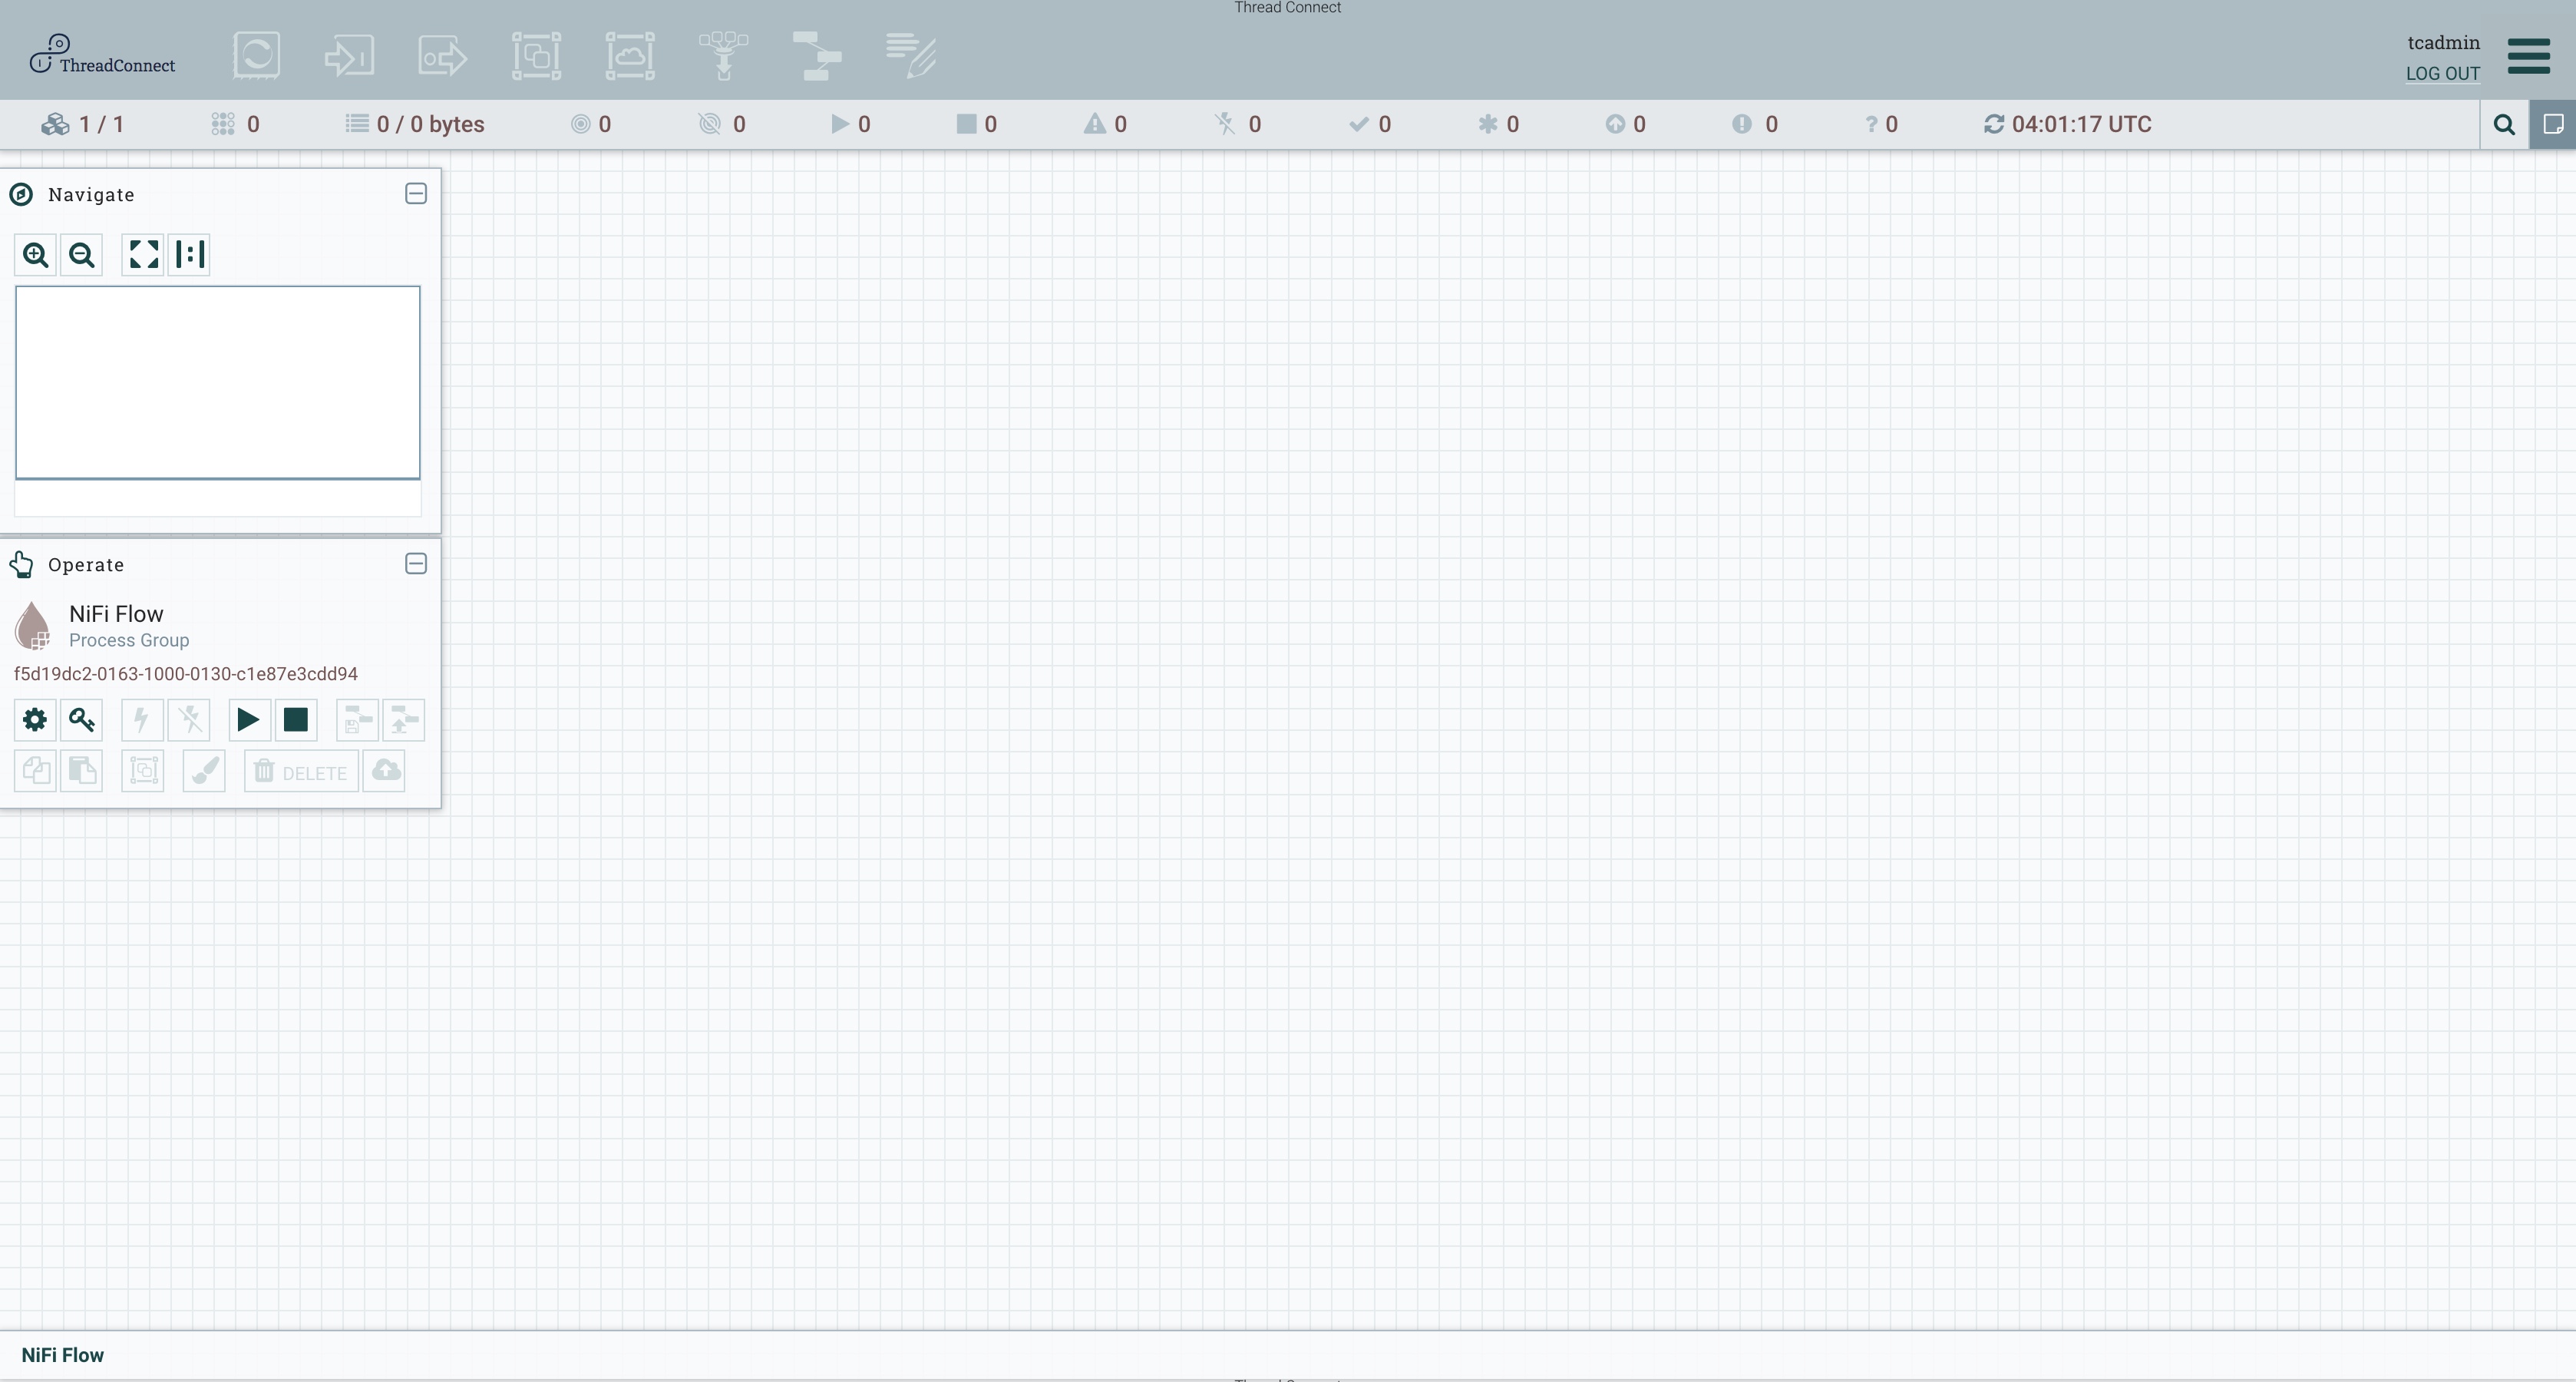 Thread Connect
ThreadConnect
tcadmin
LOG OUT
1 / 1
0
0 / 0 bytes
0
0
0
0
0
0
0
0
0
0
? 0
04:01:17 UTC
Navigate
Operate
NiFi Flow
Process Group
f5d19dc2-0163-1000-0130-c1e87e3cdd94
DELETE
NiFi Flow